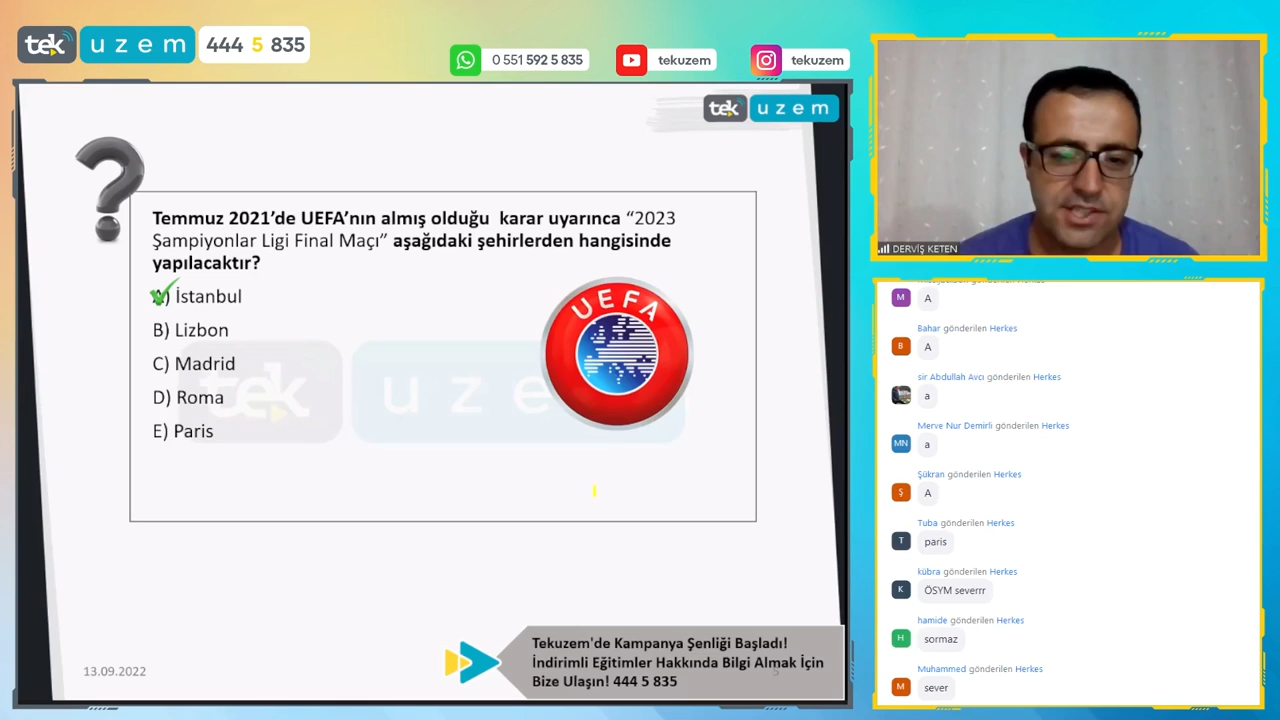 tek uzem 444 5 835
0 551 592 5 835
tekuzem
tekuzem
tek uzem
Temmuz 2021’de UEFA’nın almış olduğu karar uyarınca “2023
Şampiyonlar Ligi Final Maçı” aşağıdaki şehirlerden hangisinde
yapılacaktır?
A) İstanbul
B) Lizbon
C) Madrid
D) Roma
E) Paris
UEFA
tek uzem
13.09.2022
Tekuzem'de Kampanya Şenliği Başladı!
İndirimli Eğitimler Hakkında Bilgi Almak İçin
Bize Ulaşın! 444 5 835
5
DERVİŞ KETEN
M
A
Bahar gönderilen Herkes
B
A
sir Abdullah Avcı gönderilen Herkes
a
Merve Nur Demirli gönderilen Herkes
MN
a
Şükran gönderilen Herkes
Ş
A
Tuba gönderilen Herkes
T
paris
kübra gönderilen Herkes
K
ÖSYM severrr
hamide gönderilen Herkes
H
sormaz
Muhammed gönderilen Herkes
M
sever